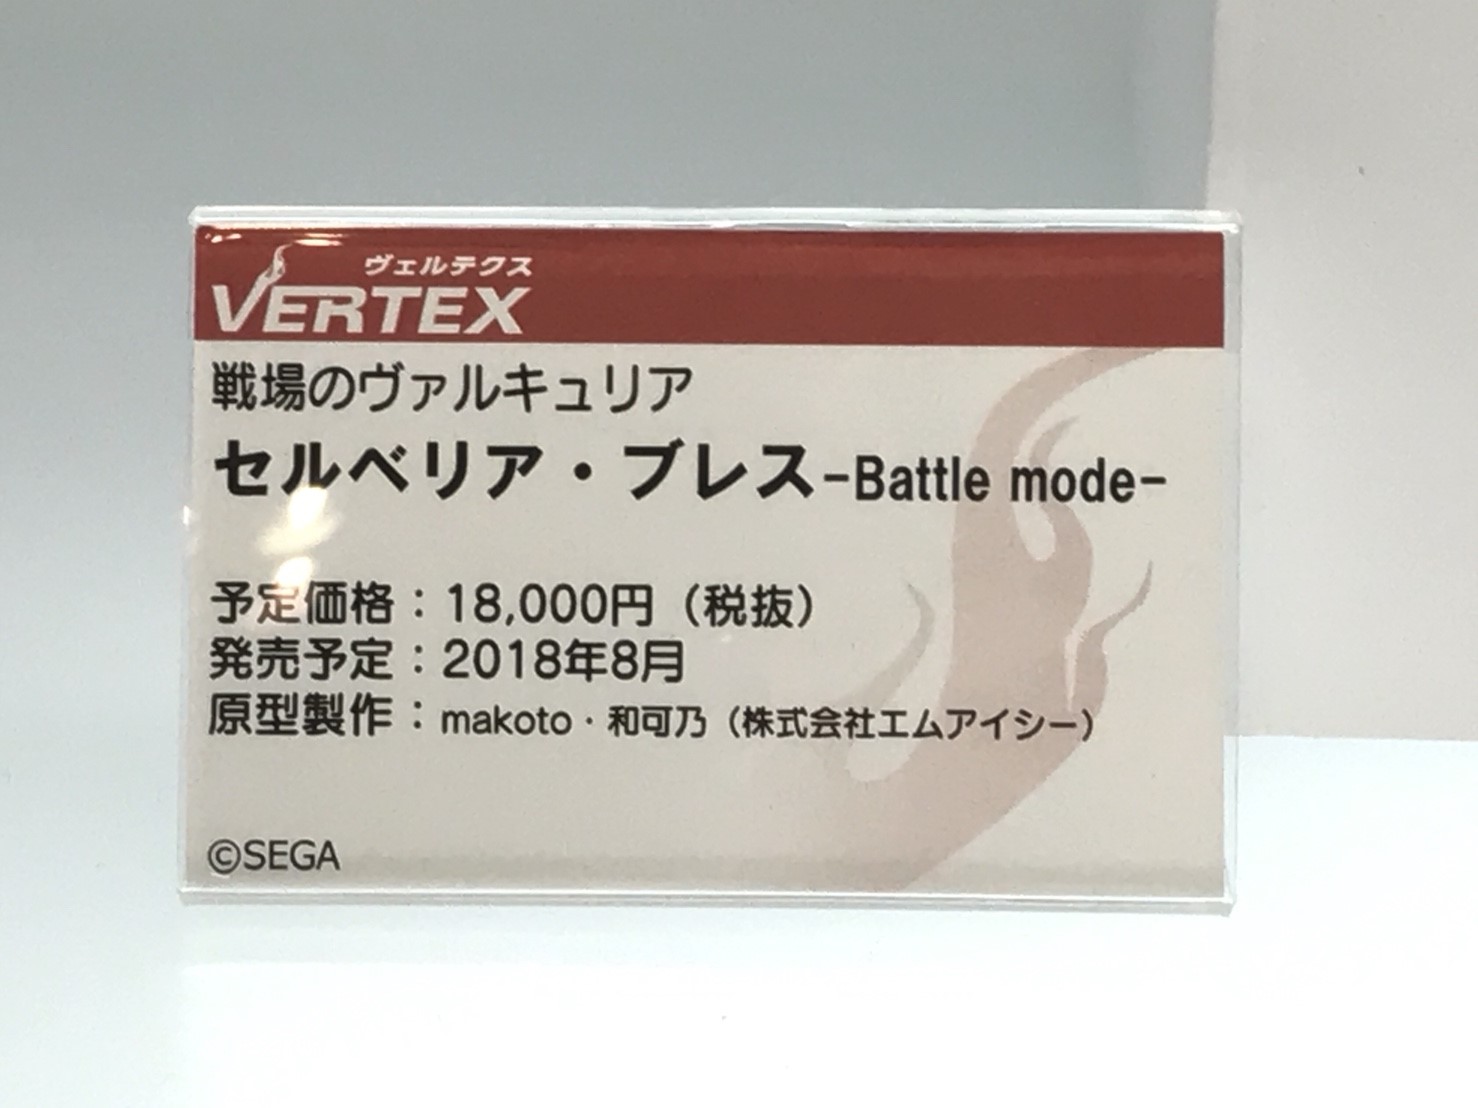 ヴェルテクス
VERTEX
戦場のヴァルキュリア
セルベリア・ブレス-Battle mode-
予定価格：18,000円（税抜）
発売予定：2018年8月
原型製作：makoto・和可乃（株式会社エムアイシー）
©SEGA